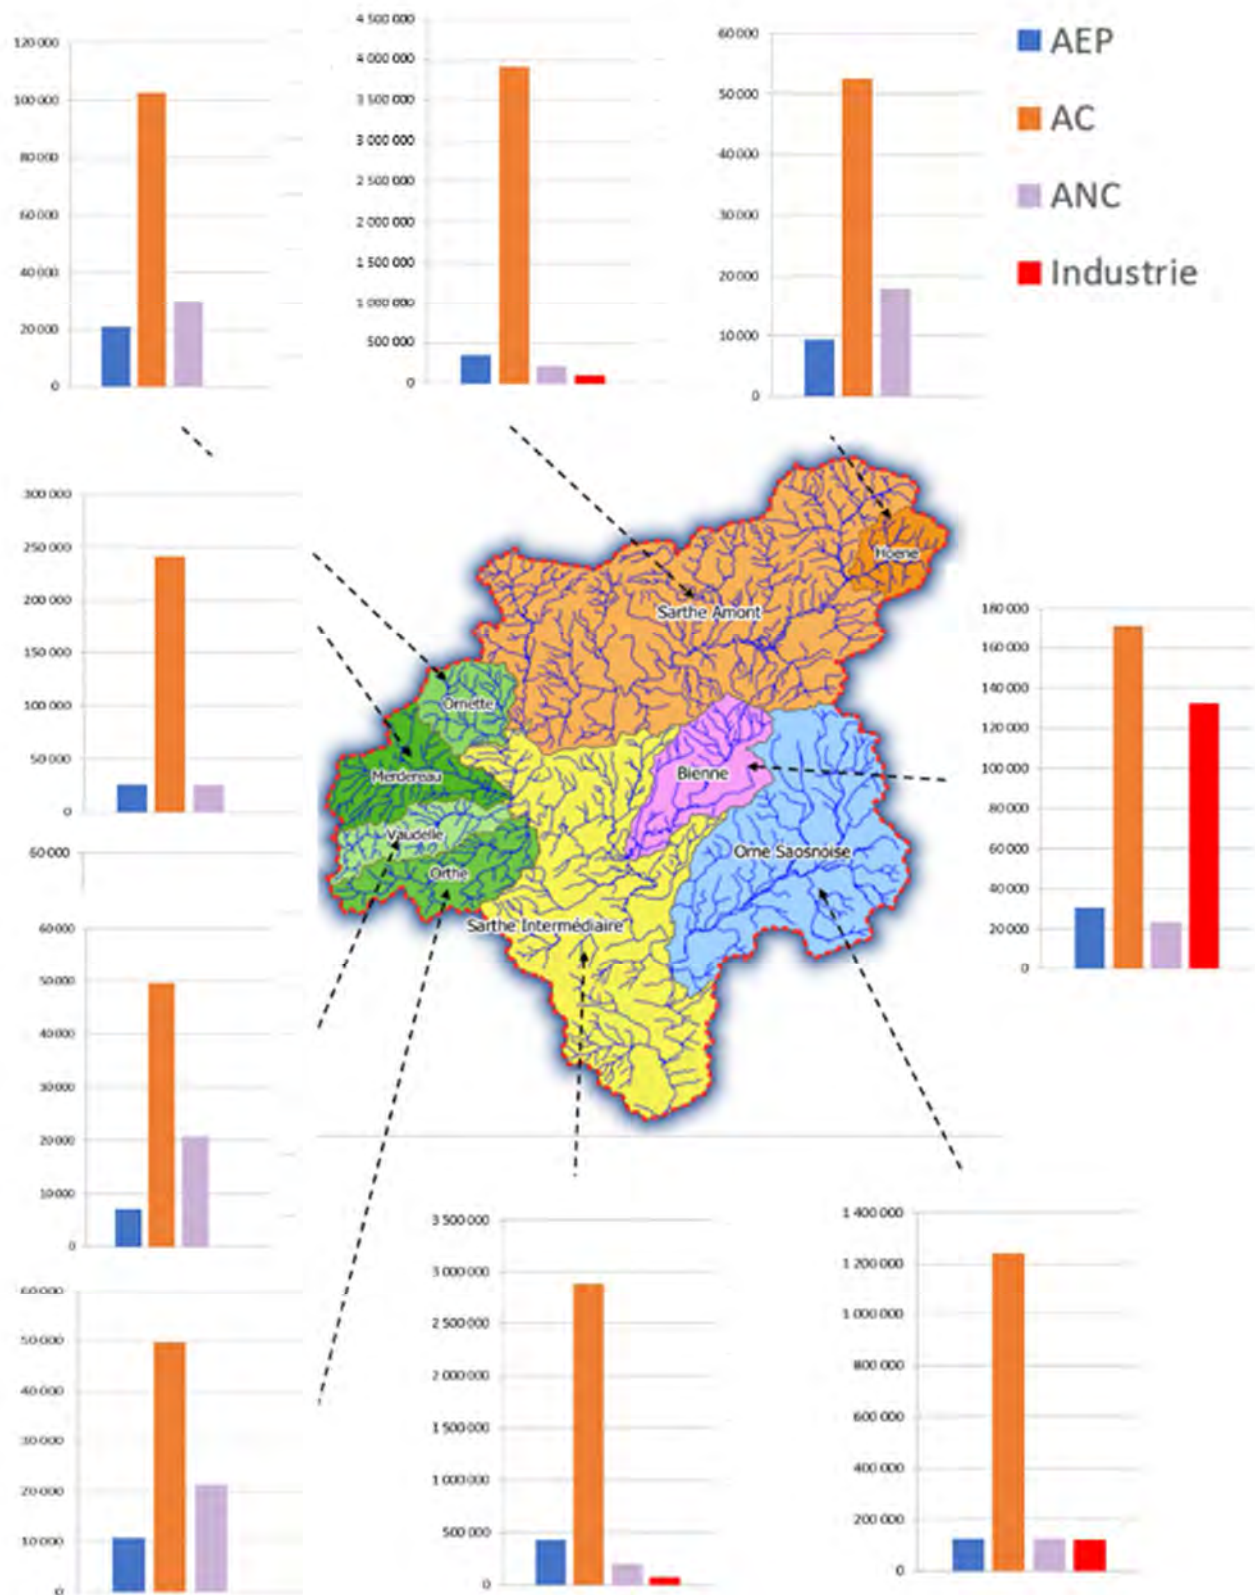 AEP
AC
ANC
Industrie
120 000
100 000
80 000
60 000
40 000
20 000
0
4 500 000
4 000 000
3 500 000
3 000 000
2 500 000
2 000 000
1 500 000
1 000 000
500 000
0
60 000
50 000
40 000
30 000
20 000
10 000
0
300 000
250 000
200 000
150 000
100 000
50 000
0
60 000
60 000
50 000
40 000
30 000
20 000
10 000
0
60 000
50 000
40 000
30 000
20 000
10 000
0
Hoene
Sarthe Amont
Ornette
Merdereau
Bienne
Vaudelle
Orne Saosnoise
Orthe
Sarthe Intermédiaire
180 000
160 000
140 000
120 000
100 000
80 000
60 000
40 000
20 000
0
3 500 000
3 000 000
2 500 000
2 000 000
1 500 000
1 000 000
500 000
0
1 400 000
1 200 000
1 000 000
800 000
600 000
400 000
200 000
0